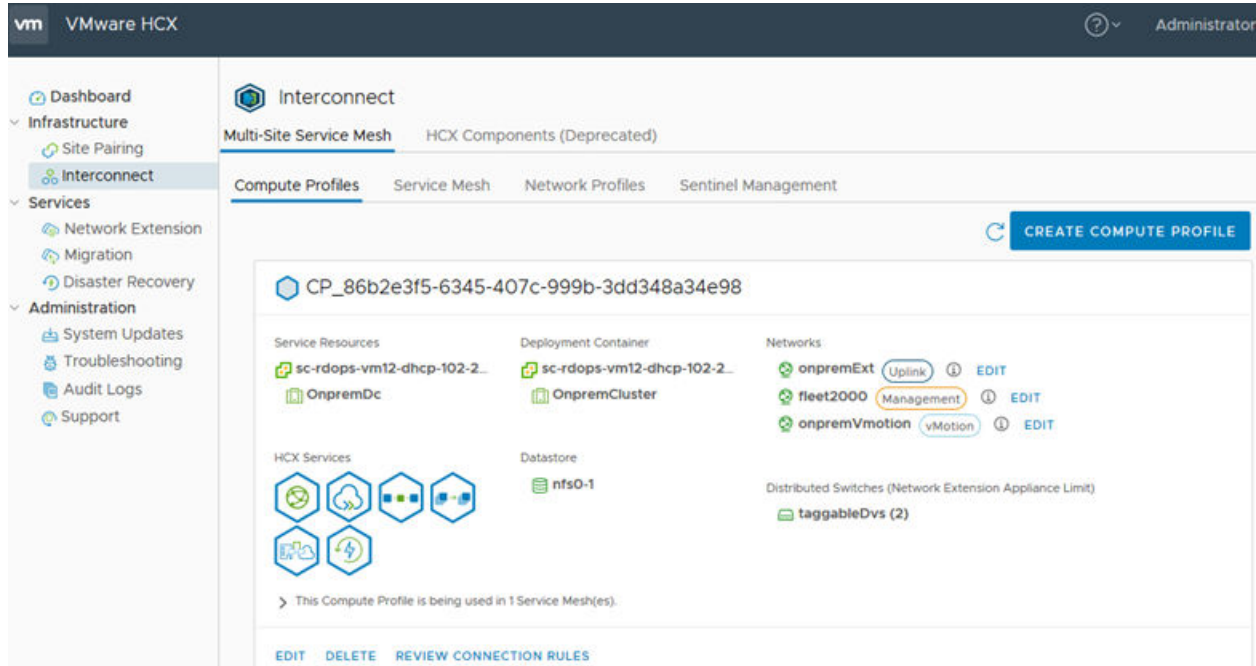 vm VMware HCX Administrator
Dashboard
Infrastructure
Site Pairing
Interconnect
Services
Network Extension
Migration
Disaster Recovery
Administration
System Updates
Troubleshooting
Audit Logs
Support
Interconnect
Multi-Site Service Mesh HCX Components (Deprecated)
Compute Profiles Service Mesh Network Profiles Sentinel Management
CREATE COMPUTE PROFILE
CP_86b2e3f5-6345-407c-999b-3dd348a34e98
Service Resources
sc-rdops-vm12-dhcp-102-2...
OnpremDc
Deployment Container
sc-rdops-vm12-dhcp-102-2...
OnpremCluster
Networks
onpremExt Uplink EDIT
fleet2000 Management EDIT
onpremVmotion vMotion EDIT
HCX Services
Datastore
nfs0-1
Distributed Switches (Network Extension Appliance Limit)
taggableDvs (2)
This Compute Profile is being used in 1 Service Mesh(es).
EDIT DELETE REVIEW CONNECTION RULES